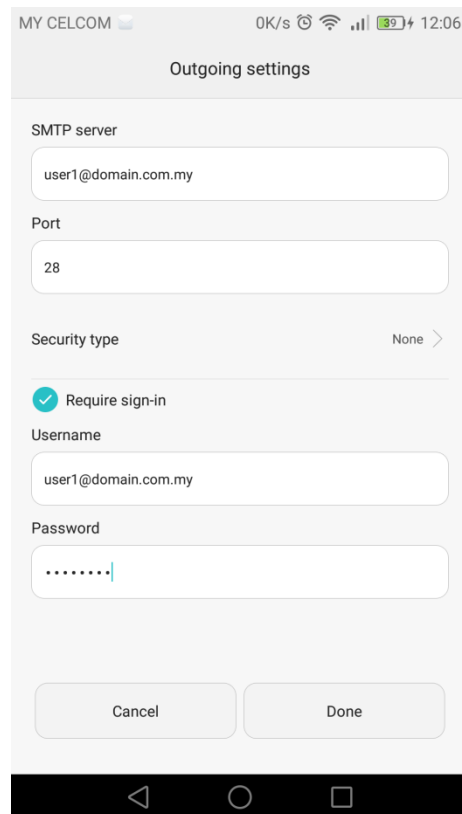 MY CELCOM 0K/s 39 12:06
Outgoing settings
SMTP server
user1@domain.com.my
Port
28
Security type None
Require sign-in
Username
user1@domain.com.my
Password
••••••••
Cancel Done